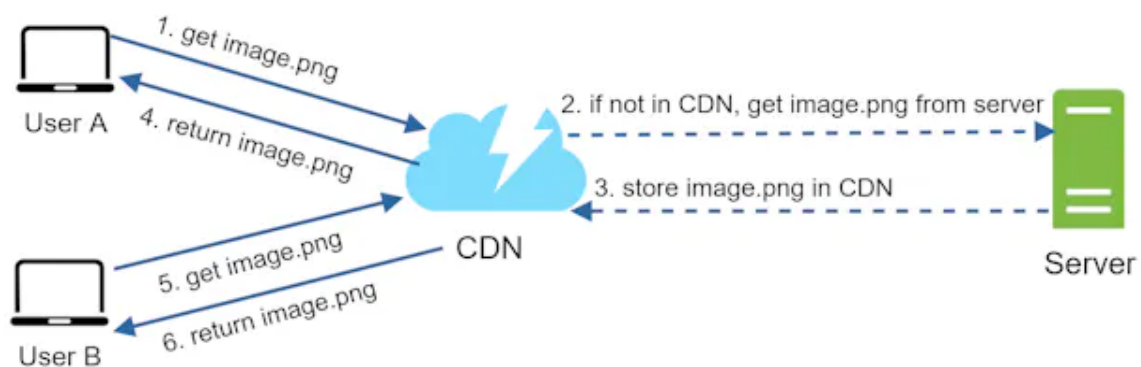 1. get image.png
User A
4. return image.png
2. if not in CDN, get image.png from server
3. store image.png in CDN
CDN
Server
5. get image.png
6. return image.png
User B